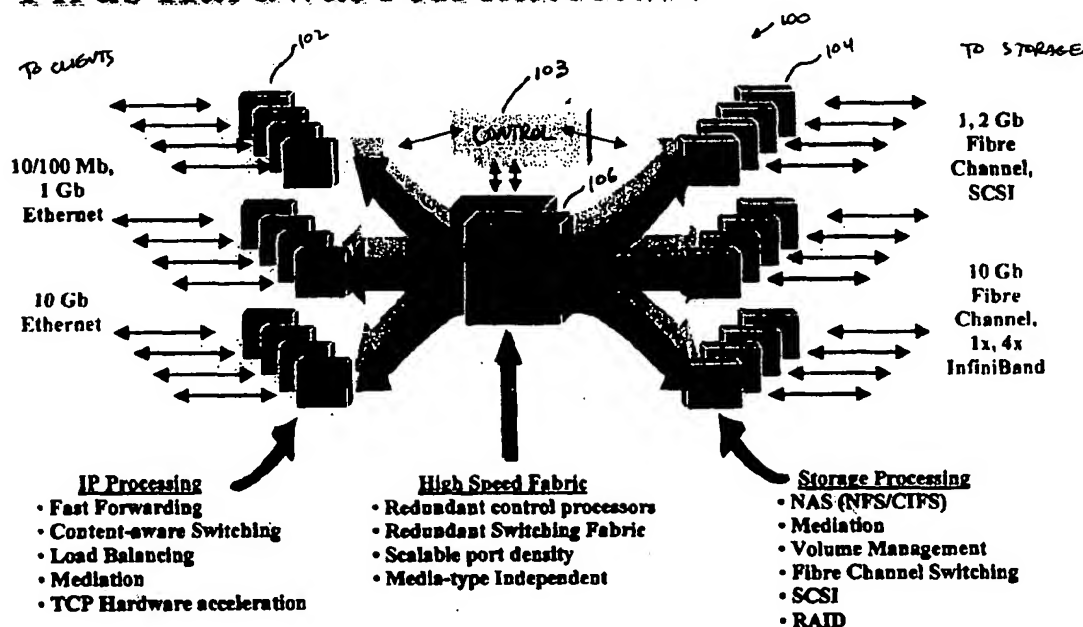 100
102
104
TO CLIENTS
103
TO STORAGE
CONTROL
106
10/100 Mb,
1 Gb
Ethernet
10 Gb
Ethernet
1, 2 Gb
Fibre
Channel,
SCSI
10 Gb
Fibre
Channel,
1x, 4x
InfiniBand
IP Processing
• Fast Forwarding
• Content-aware Switching
• Load Balancing
• Mediation
• TCP Hardware acceleration
High Speed Fabric
• Redundant control processors
• Redundant Switching Fabric
• Scalable port density
• Media-type Independent
Storage Processing
• NAS (NFS/CIFS)
• Mediation
• Volume Management
• Fibre Channel Switching
• SCSI
• RAID